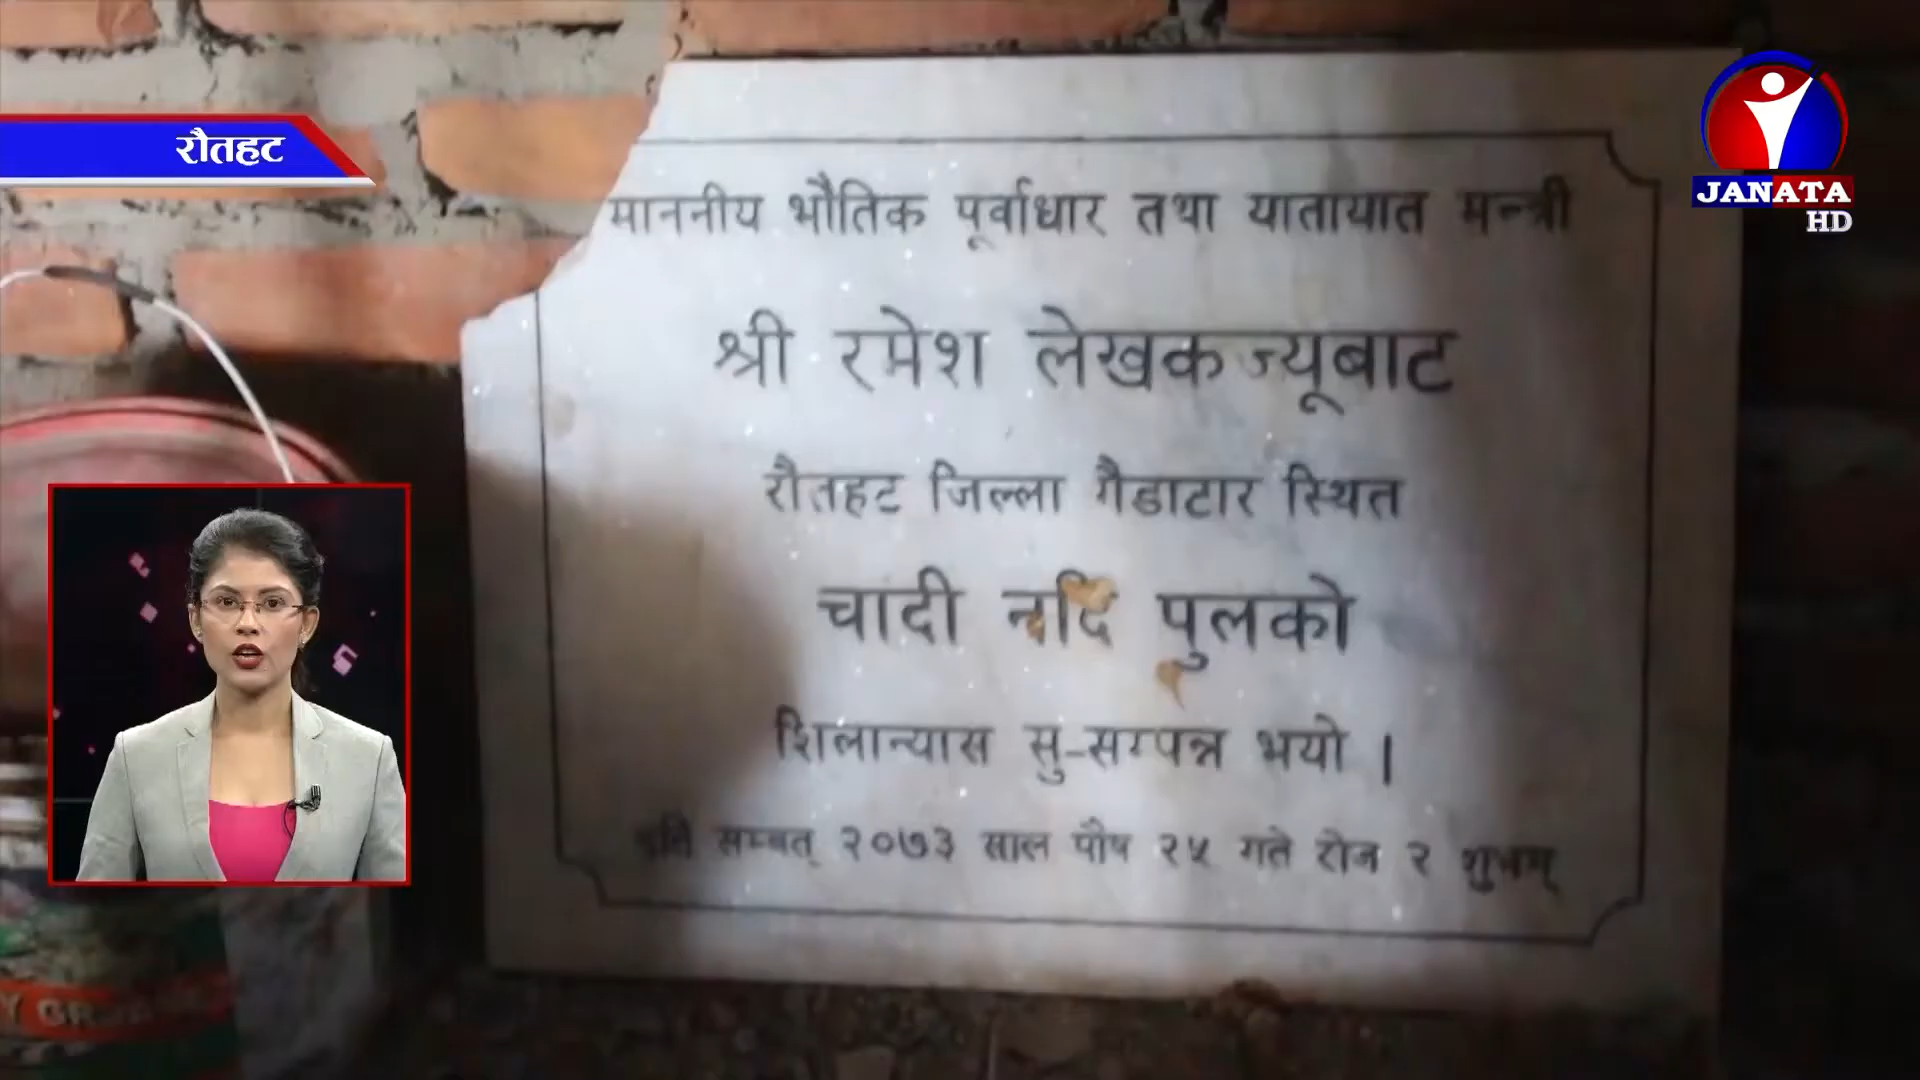 रौतहट
JANATA
HD
माननीय भौतिक पूर्वाधार तथा यातायात मन्त्री
श्री रमेश लेखकज्यूबाट
रौतहट जिल्ला गैडाटार स्थित
चादी नदि पुलको
शिलान्यास सु-सम्पन्न भयो ।
सम्बत् २०७३ साल पौष २५ गते रोज २ शुभम्